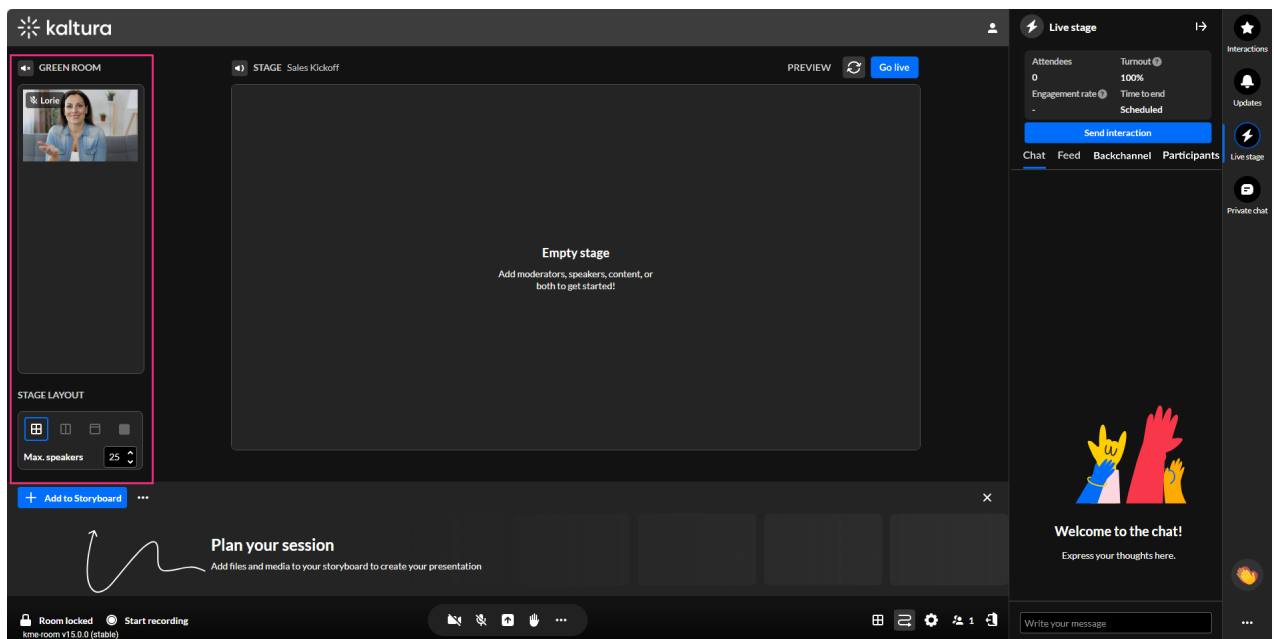 kaltura
GREEN ROOM
Lorie
STAGE LAYOUT
Max. speakers 25
STAGE Sales Kickoff
PREVIEW
Go live
Empty stage
Add moderators, speakers, content, or
both to get started!
Add to Storyboard
Plan your session
Add files and media to your storyboard to create your presentation
Room locked Start recording
kme-room v15.0.0 (stable)
1
Live stage
Attendees Turnout
0 100%
Engagement rate Time to end
- Scheduled
Send interaction
Chat Feed Backchannel Participants
Welcome to the chat!
Express your thoughts here.
Write your message
Interactions
Updates
Live stage
Private chat